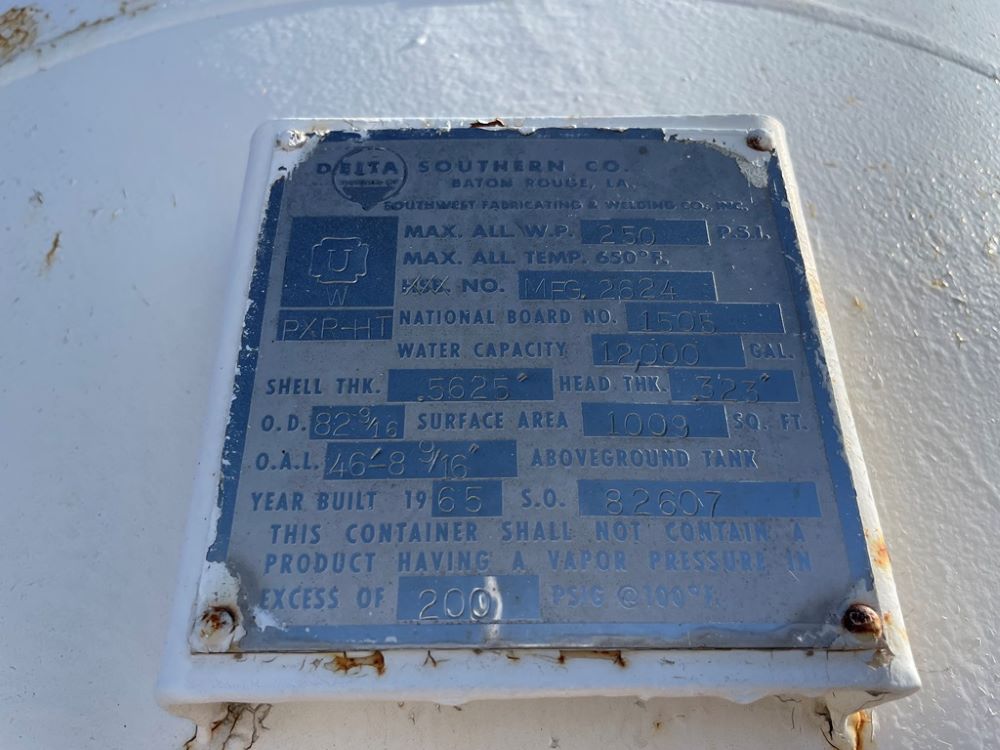 DELTA SOUTHERN CO.
BATON ROUGE, LA.
SOUTHWEST FABRICATING & WELDING CO., INC.
U
W
PXP-HT
MAX. ALL. W.P. 250 P.S.I.
MAX. ALL. TEMP. 650°F.
NO. MFG. 2624
NATIONAL BOARD NO. 1505
WATER CAPACITY 12,000 GAL.
SHELL THK. .5625" HEAD THK. .323"
O.D. 82 9/16 SURFACE AREA 1009 SQ. FT.
O.A.L. 46'-8 9/16" ABOVEGROUND TANK
YEAR BUILT 1965 S.O. 82607
THIS CONTAINER SHALL NOT CONTAIN A
PRODUCT HAVING A VAPOR PRESSURE IN
EXCESS OF 200 PSIG @ 100°F.